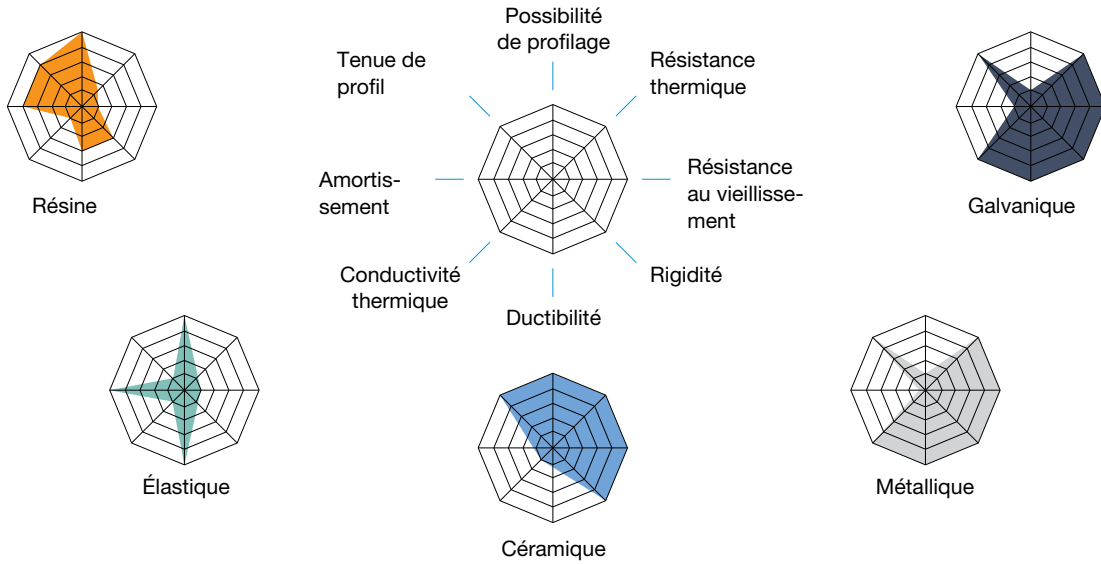 Possibilité
de profilage
Tenue de
profil
Résistance
thermique
Amortis-
sement
Résistance
au vieillisse-
ment
Résine
Galvanique
Conductivité
thermique
Rigidité
Ductibilité
Élastique
Métallique
Céramique